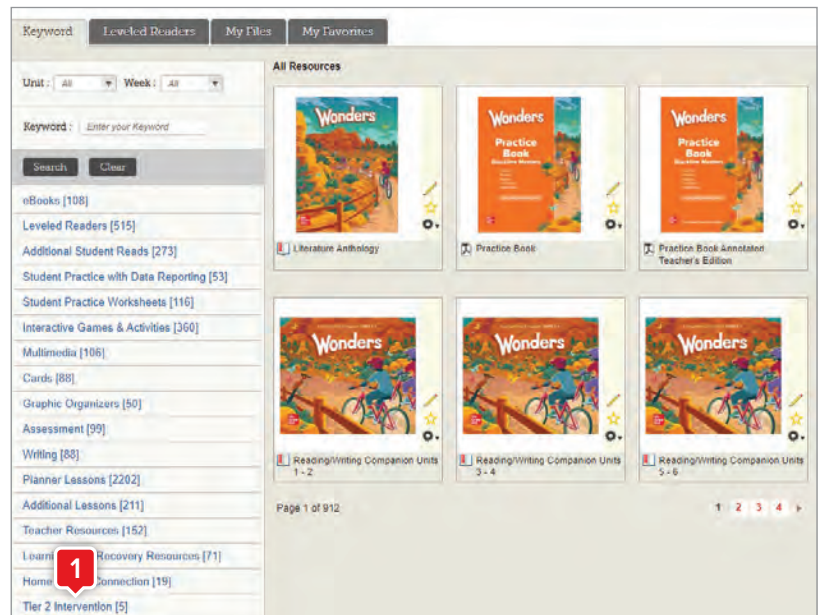 Keyword
Leveled Readers
My Files
My Favorites
Unit : All Week : All
Keyword : Enter your Keyword
Search Clear
eBooks [108]
Leveled Readers [515]
Additional Student Reads [273]
Student Practice with Data Reporting [53]
Student Practice Worksheets [116]
Interactive Games & Activities [360]
Multimedia [106]
Cards [88]
Graphic Organizers [50]
Assessment [99]
Writing [88]
Planner Lessons [2202]
Additional Lessons [211]
Teacher Resources [152]
Learni Recovery Resources [71]
1
Home Connection [19]
Tier 2 Intervention [5]
All Resources
Wonders
Literature Anthology
Wonders
Practice
Book
Practice Book
Wonders
Practice
Book
Practice Book Annotated
Teacher's Edition
Wonders
Reading/Writing Companion Units
1 - 2
Wonders
Reading/Writing Companion Units
3 - 4
Wonders
Reading/Writing Companion Units
5 - 6
Page 1 of 912
1 2 3 4